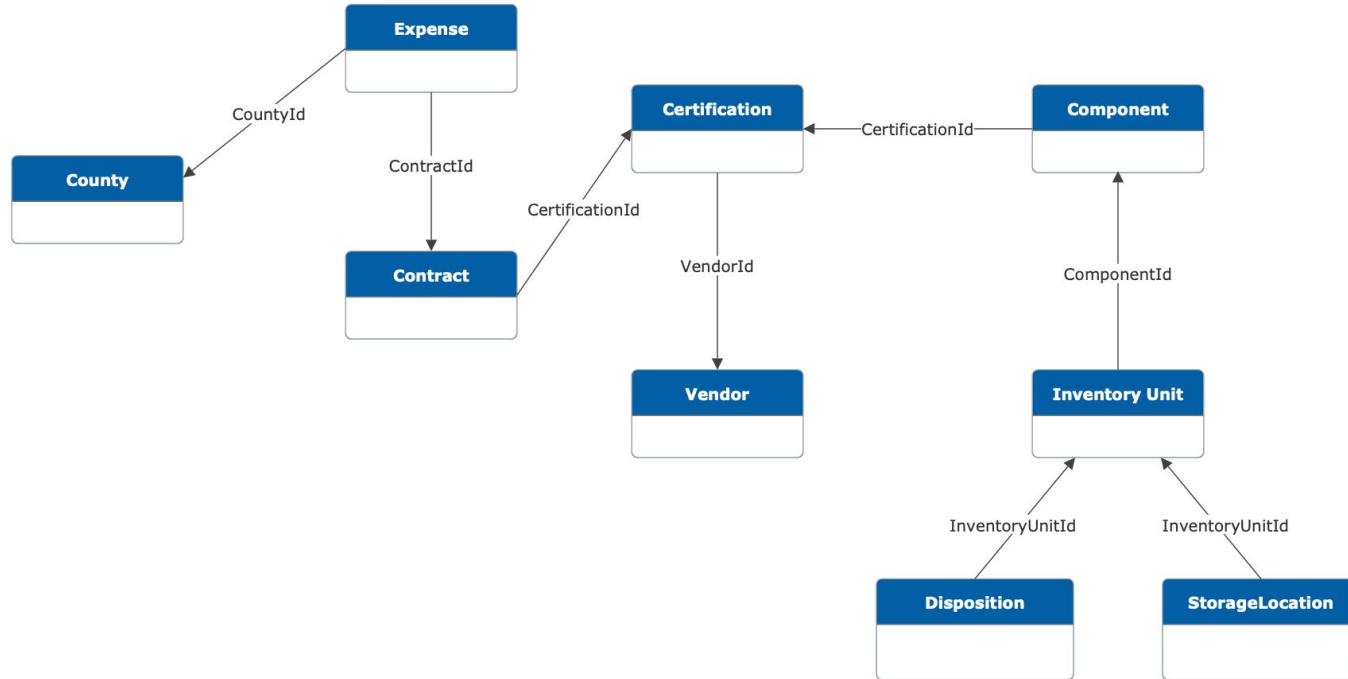 Expense
Certification
Component
CountyId
CertificationId
County
ContractId
CertificationId
Contract
VendorId
ComponentId
Vendor
Inventory Unit
InventoryUnitId
InventoryUnitId
Disposition
StorageLocation